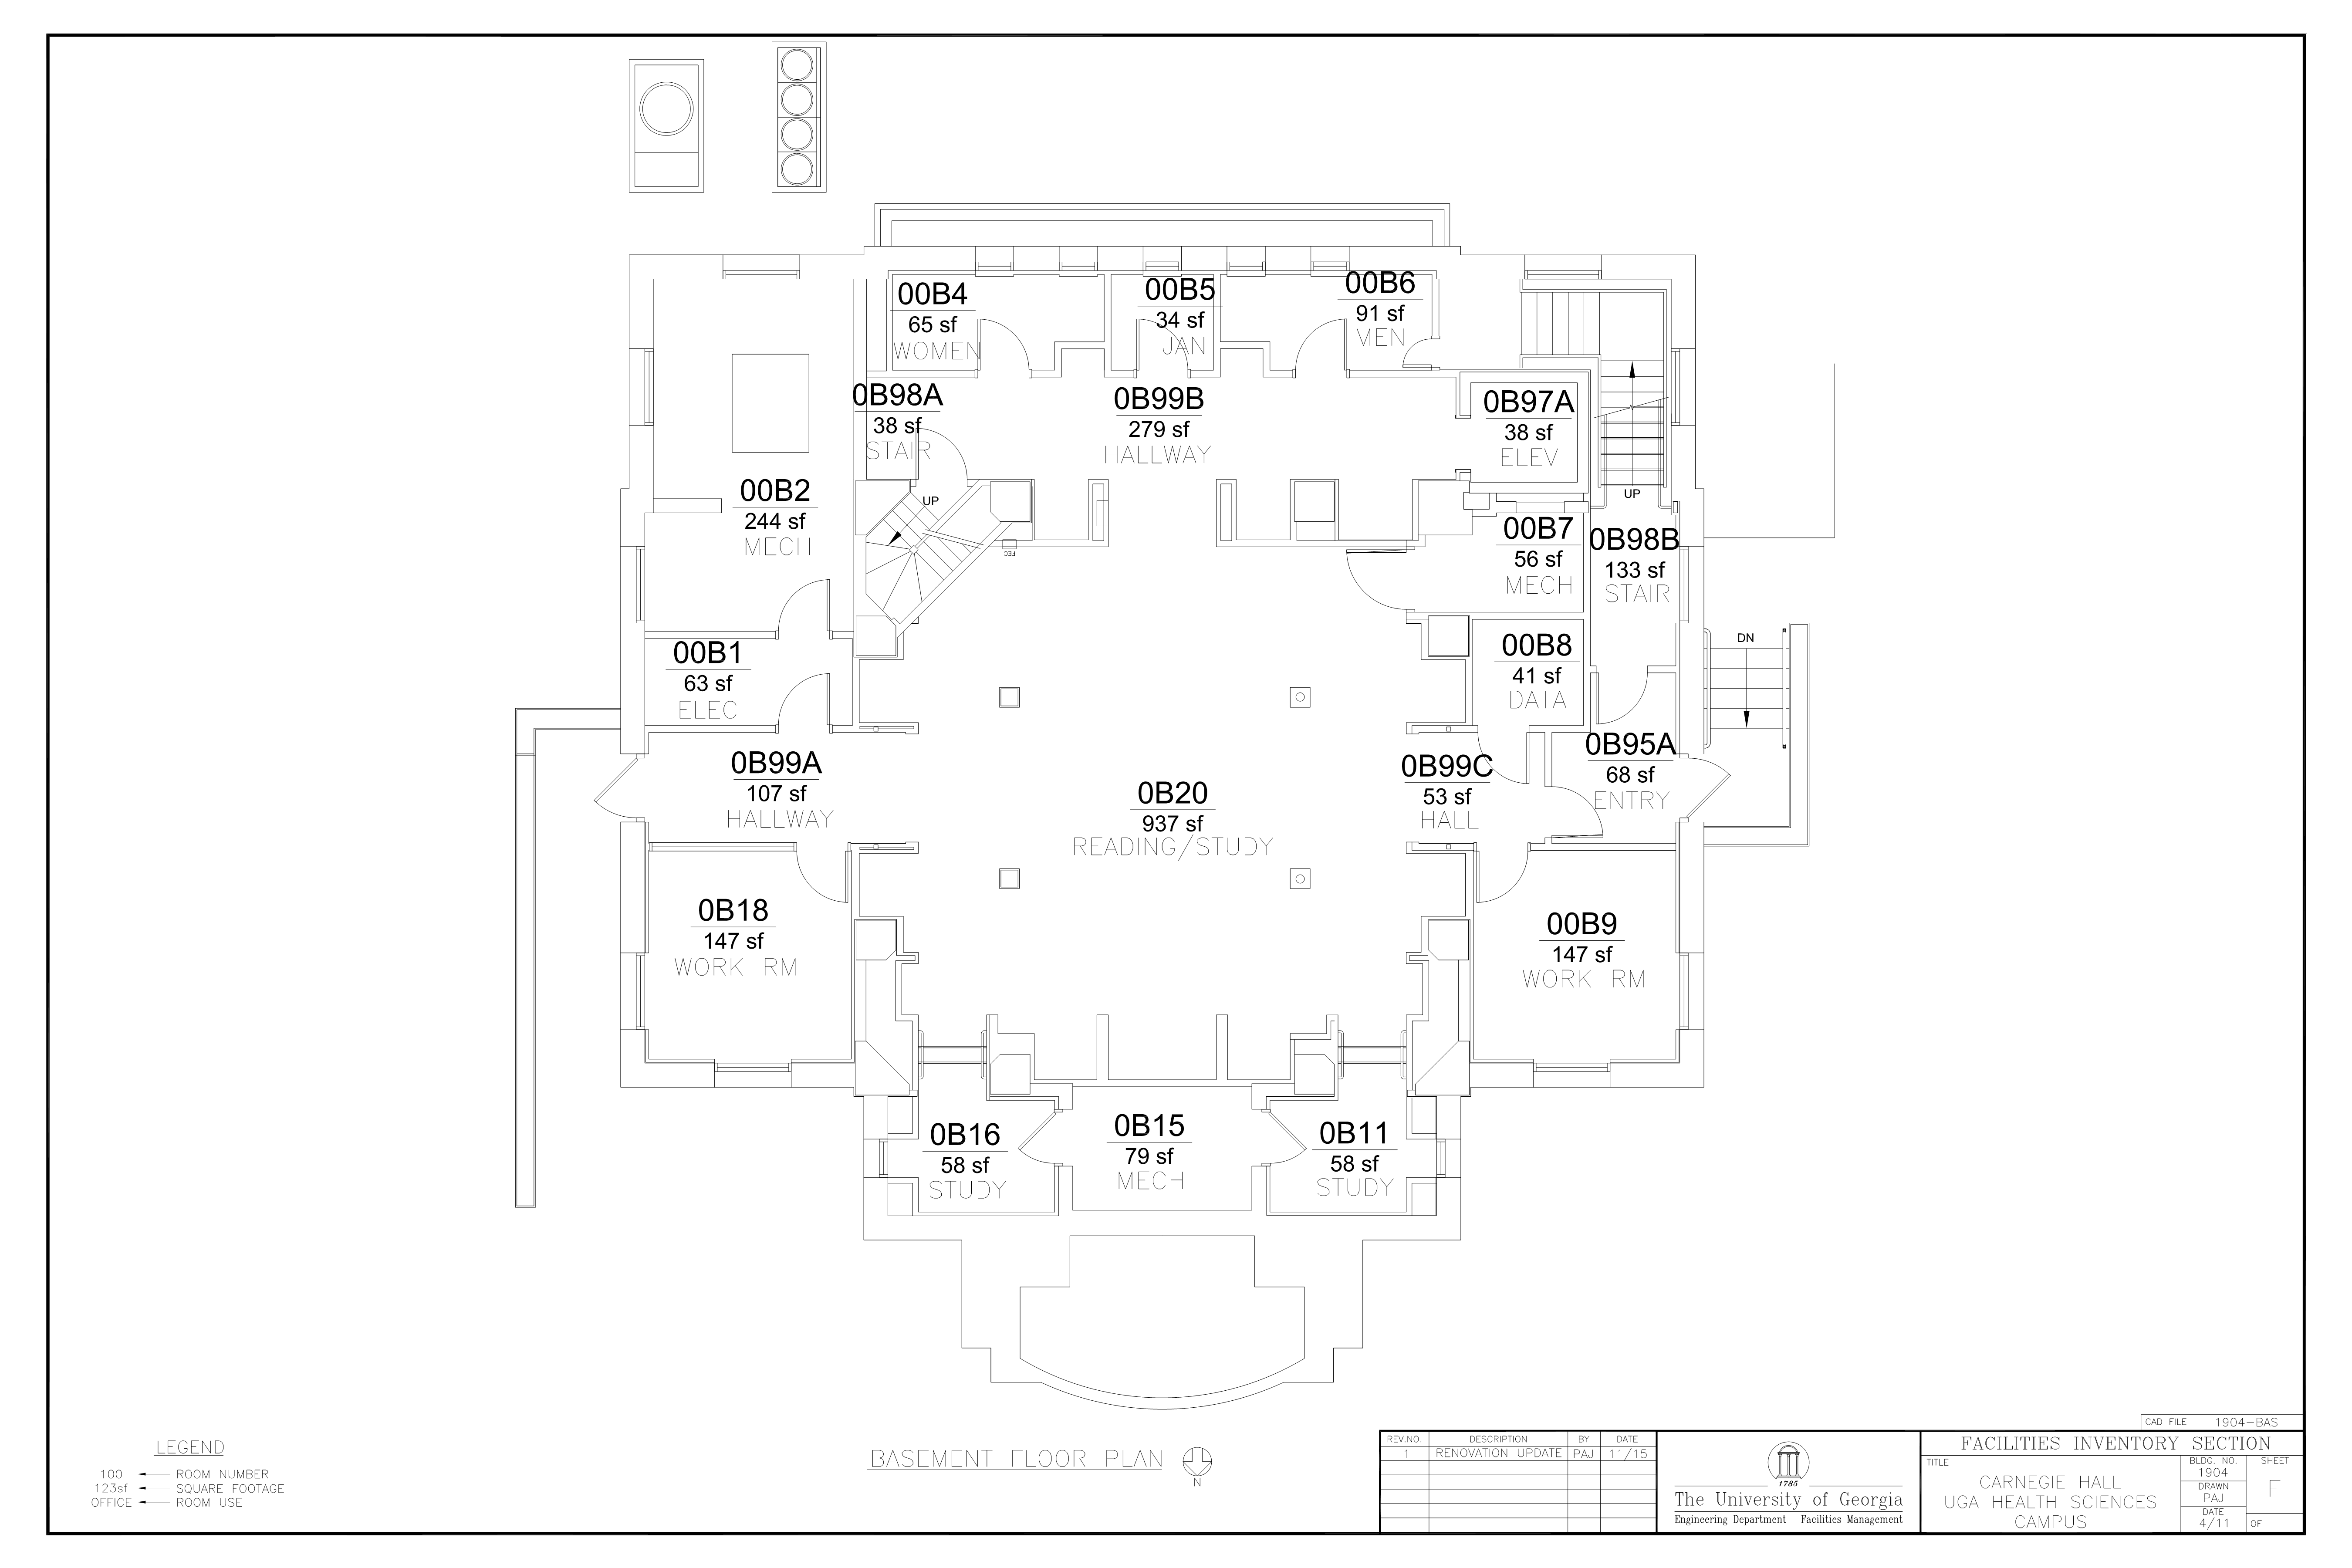 00B4
65 sf
WOMEN
00B5
34 sf
JAN
00B6
91 sf
MEN
0B98A
38 sf
STAIR
0B99B
279 sf
HALLWAY
0B97A
38 sf
ELEV
00B2
244 sf
MECH
UP
UP
FEC
00B7
56 sf
MECH
0B98B
133 sf
STAIR
00B1
63 sf
ELEC
00B8
41 sf
DATA
DN
0B99A
107 sf
HALLWAY
0B20
937 sf
READING/STUDY
0B99C
53 sf
HALL
0B95A
68 sf
ENTRY
0B18
147 sf
WORK RM
00B9
147 sf
WORK RM
0B16
58 sf
STUDY
0B15
79 sf
MECH
0B11
58 sf
STUDY
LEGEND
100 ROOM NUMBER
123sf SQUARE FOOTAGE
OFFICE ROOM USE
BASEMENT FLOOR PLAN
N
CAD FILE 1904-BAS
REV.NO. DESCRIPTION BY DATE
1 RENOVATION UPDATE PAJ 11/15
1785
The University of Georgia
Engineering Department Facilities Management
FACILITIES INVENTORY SECTION
TITLE
CARNEGIE HALL
UGA HEALTH SCIENCES
CAMPUS
BLDG. NO.
1904
DRAWN
PAJ
DATE
4/11
SHEET
F
OF